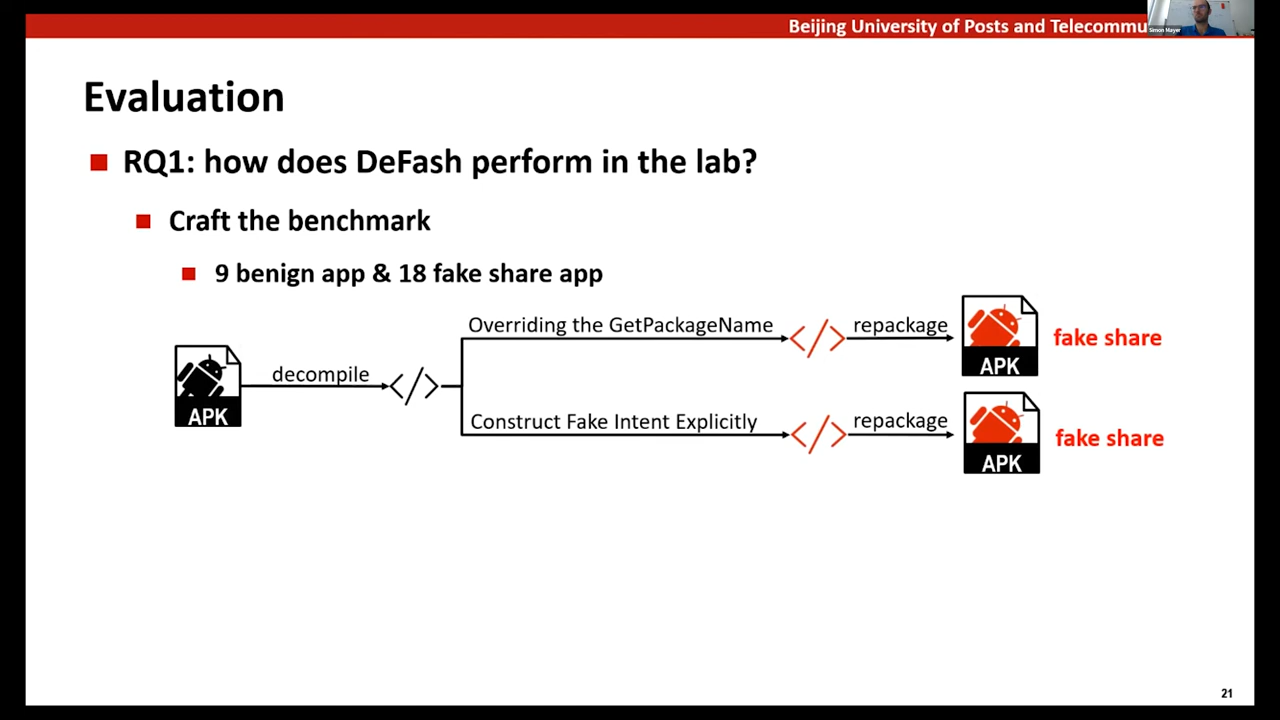 Beijing University of Posts and Telecommu
Simon Mayer
Evaluation
RQ1: how does DeFash perform in the lab?
Craft the benchmark
9 benign app & 18 fake share app
Overriding the GetPackageName
repackage
APK
fake share
decompile
APK
Construct Fake Intent Explicitly
repackage
APK
fake share
21